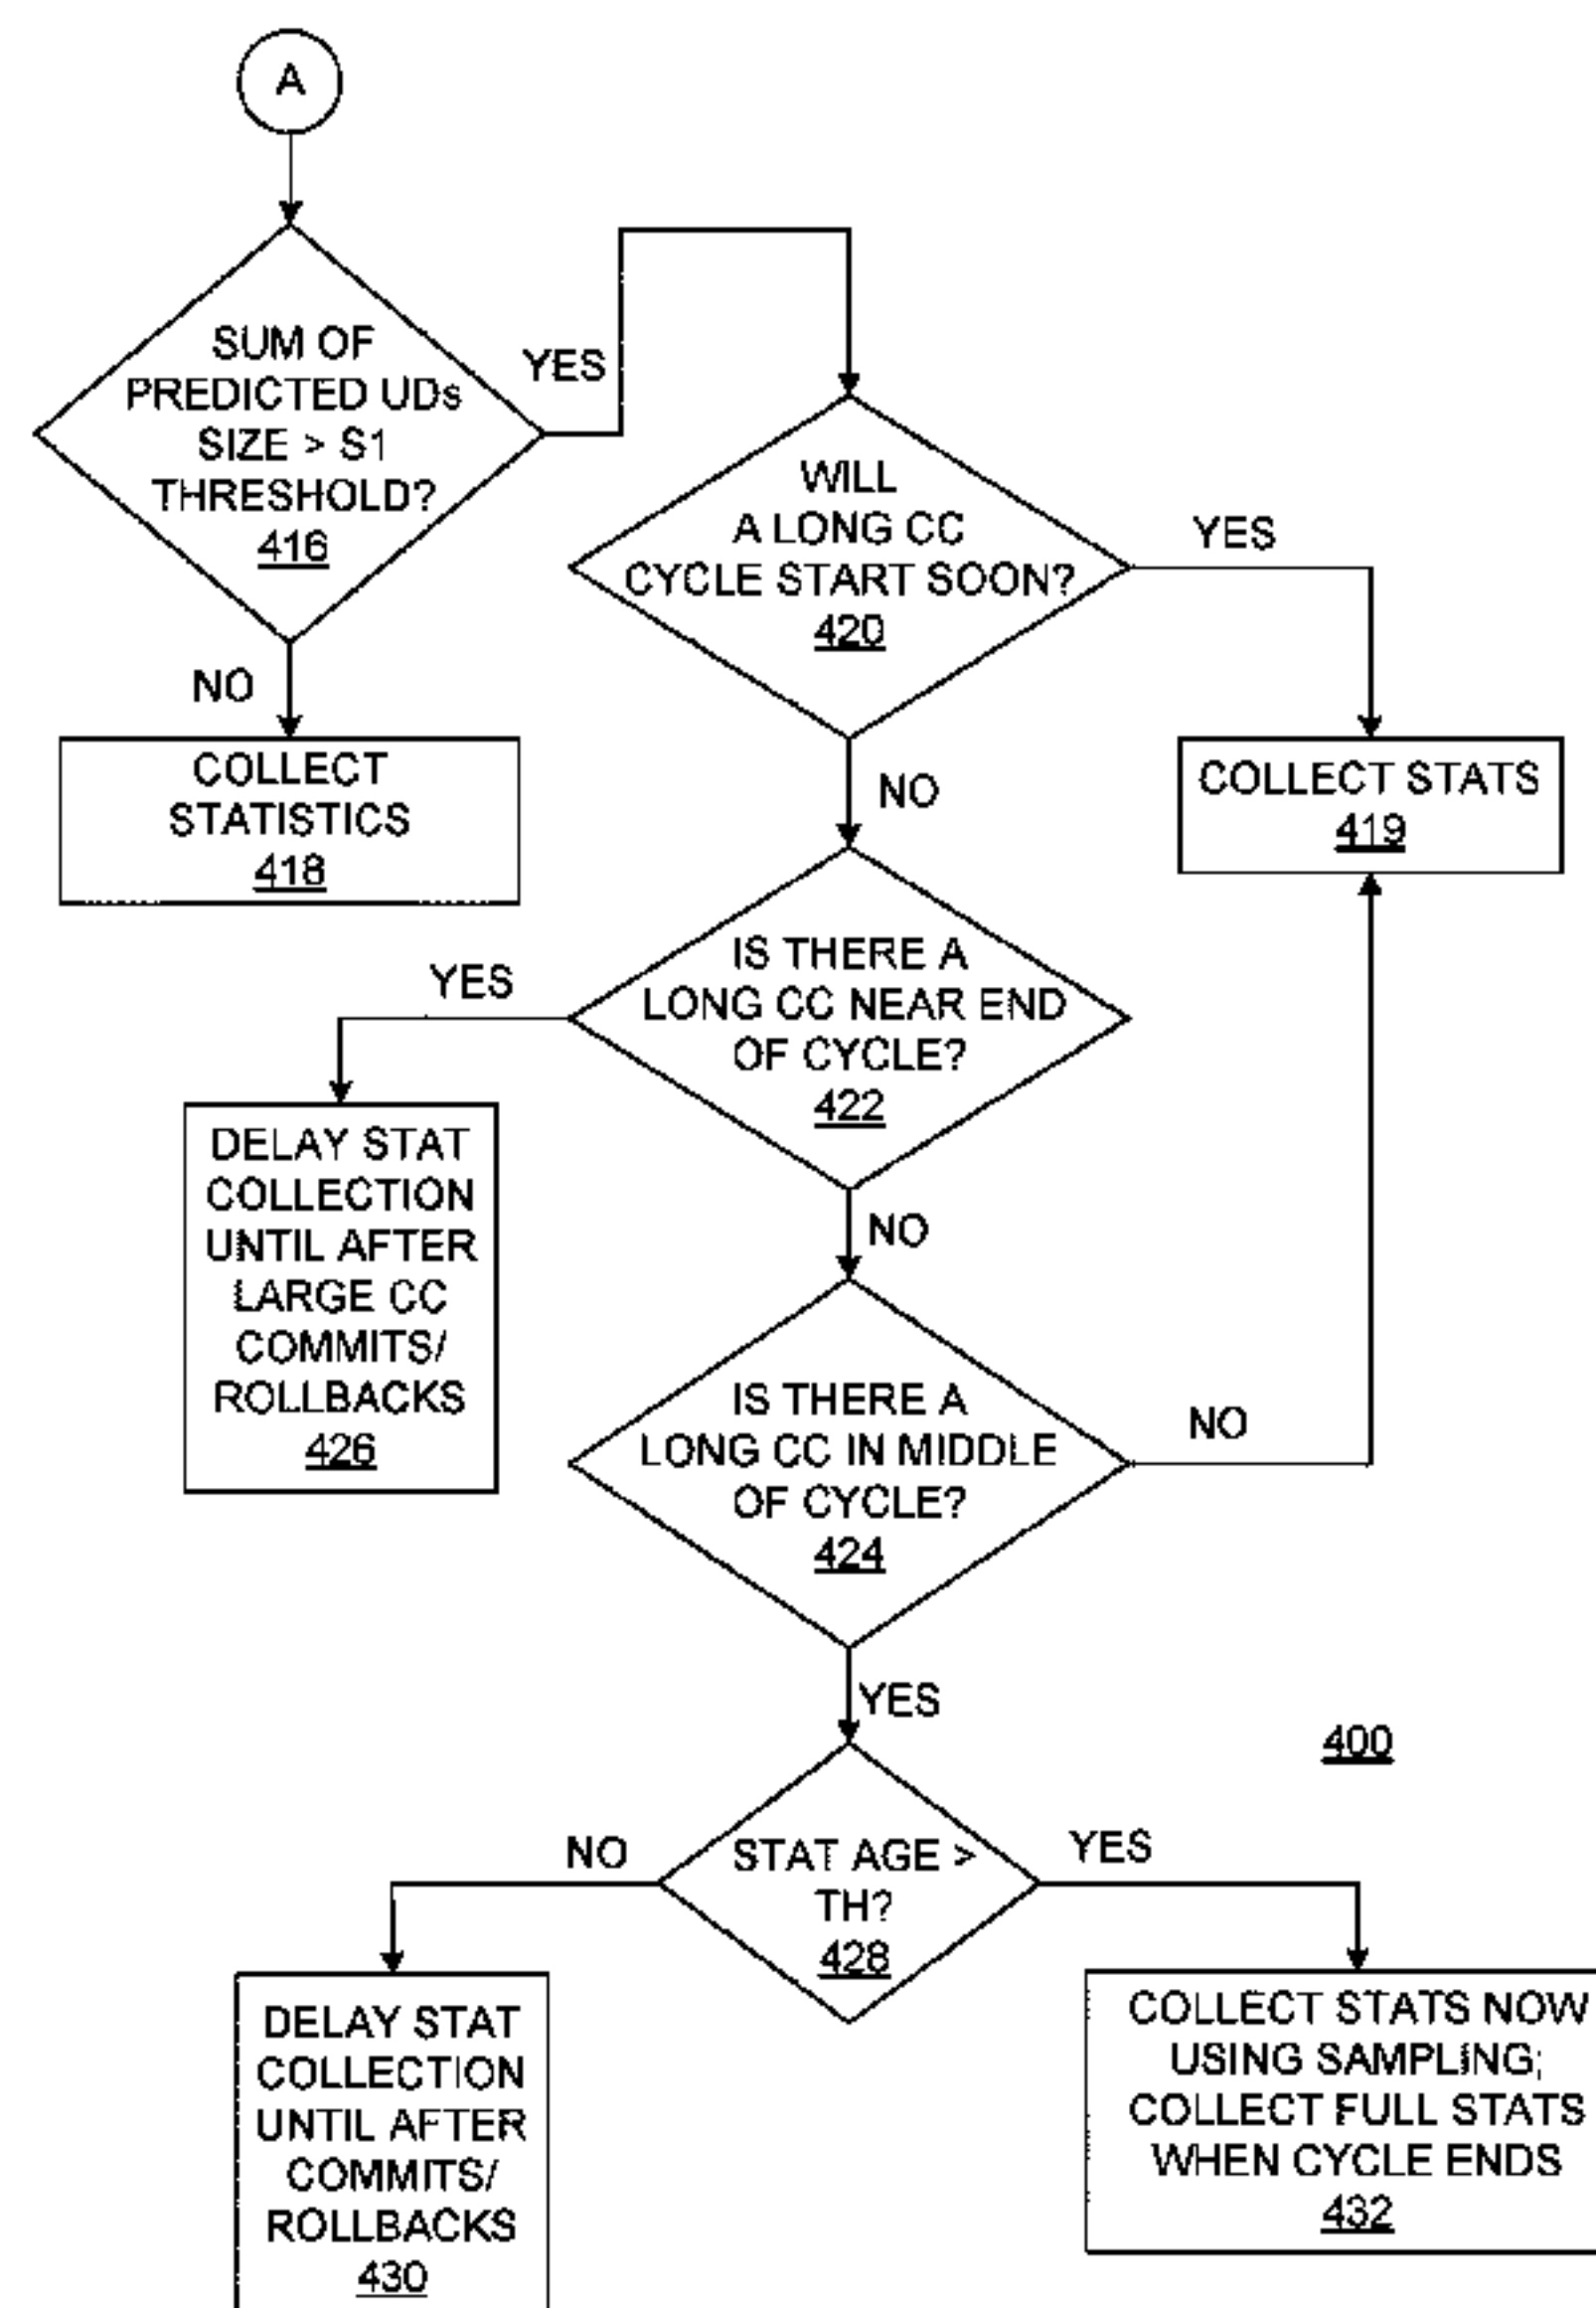 A
SUM OF
PREDICTED UDs
SIZE > S1
THRESHOLD?
416
YES
NO
COLLECT
STATISTICS
418
WILL
A LONG CC
CYCLE START SOON?
420
YES
NO
COLLECT STATS
419
IS THERE A
LONG CC NEAR END
OF CYCLE?
422
YES
NO
DELAY STAT
COLLECTION
UNTIL AFTER
LARGE CC
COMMITS/
ROLLBACKS
426
IS THERE A
LONG CC IN MIDDLE
OF CYCLE?
424
NO
YES
400
STAT AGE >
TH?
428
NO
YES
DELAY STAT
COLLECTION
UNTIL AFTER
COMMITS/
ROLLBACKS
430
COLLECT STATS NOW
USING SAMPLING;
COLLECT FULL STATS
WHEN CYCLE ENDS
432